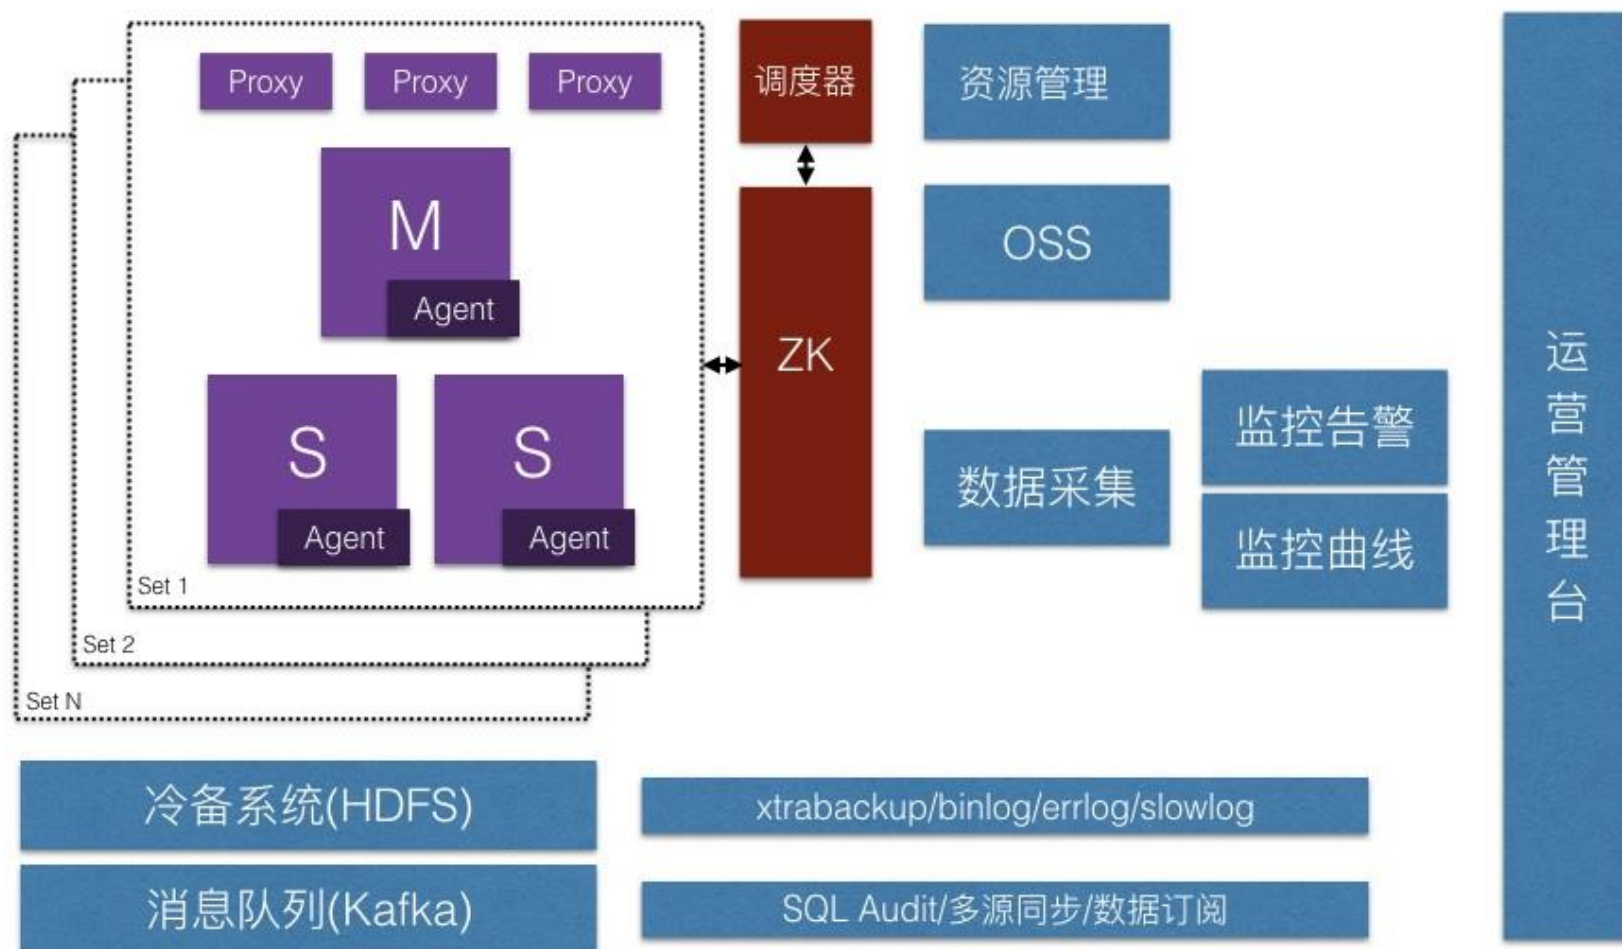 Proxy
Proxy
Proxy
M
Agent
S
Agent
S
Agent
Set 1
Set 2
Set N
调度器
ZK
资源管理
OSS
数据采集
监控告警
监控曲线
运营管理台
冷备系统(HDFS)
xtrabackup/binlog/errlog/slowlog
消息队列(Kafka)
SQL Audit/多源同步/数据订阅